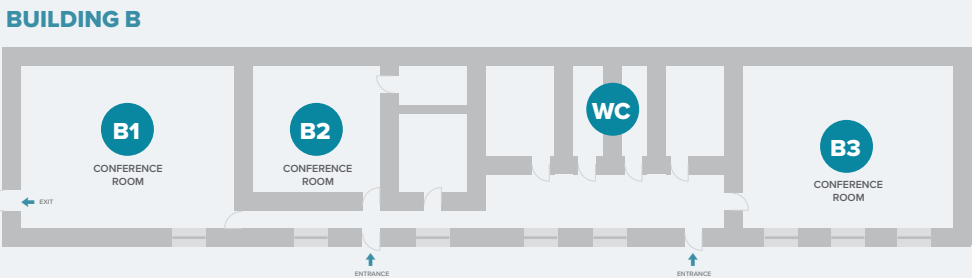 BUILDING B
B1
CONFERENCE
ROOM
B2
CONFERENCE
ROOM
WC
B3
CONFERENCE
ROOM
EXIT
ENTRANCE
ENTRANCE